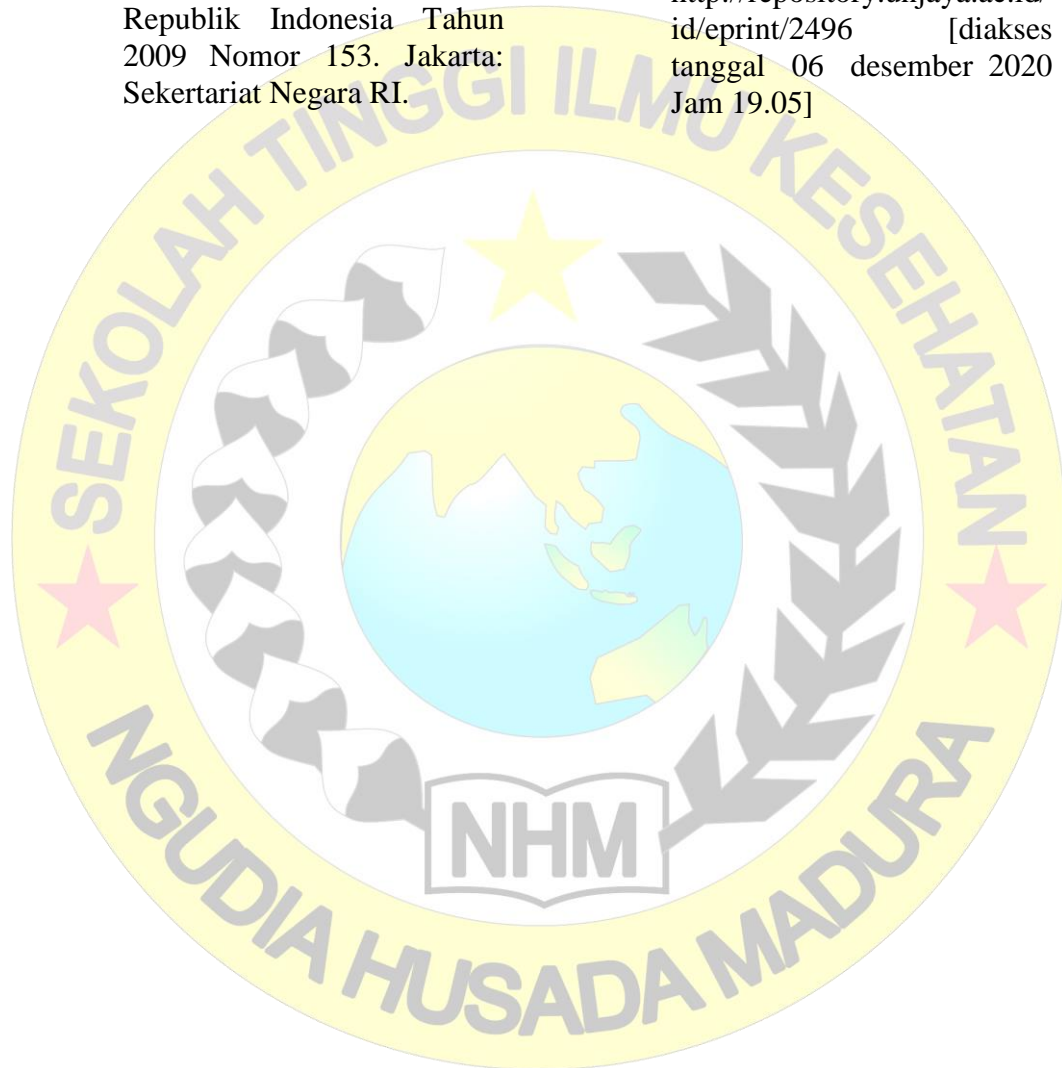 Republik Indonesia Tahun
2009 Nomor 153. Jakarta:
Sekertariat Negara RI.
id/eprint/2496 [diakses
tanggal 06 desember 2020
Jam 19.05]
SEKOLAH TINGGI ILMU KESEHATAN
NHM
NGUDIA HUSADA MADURA